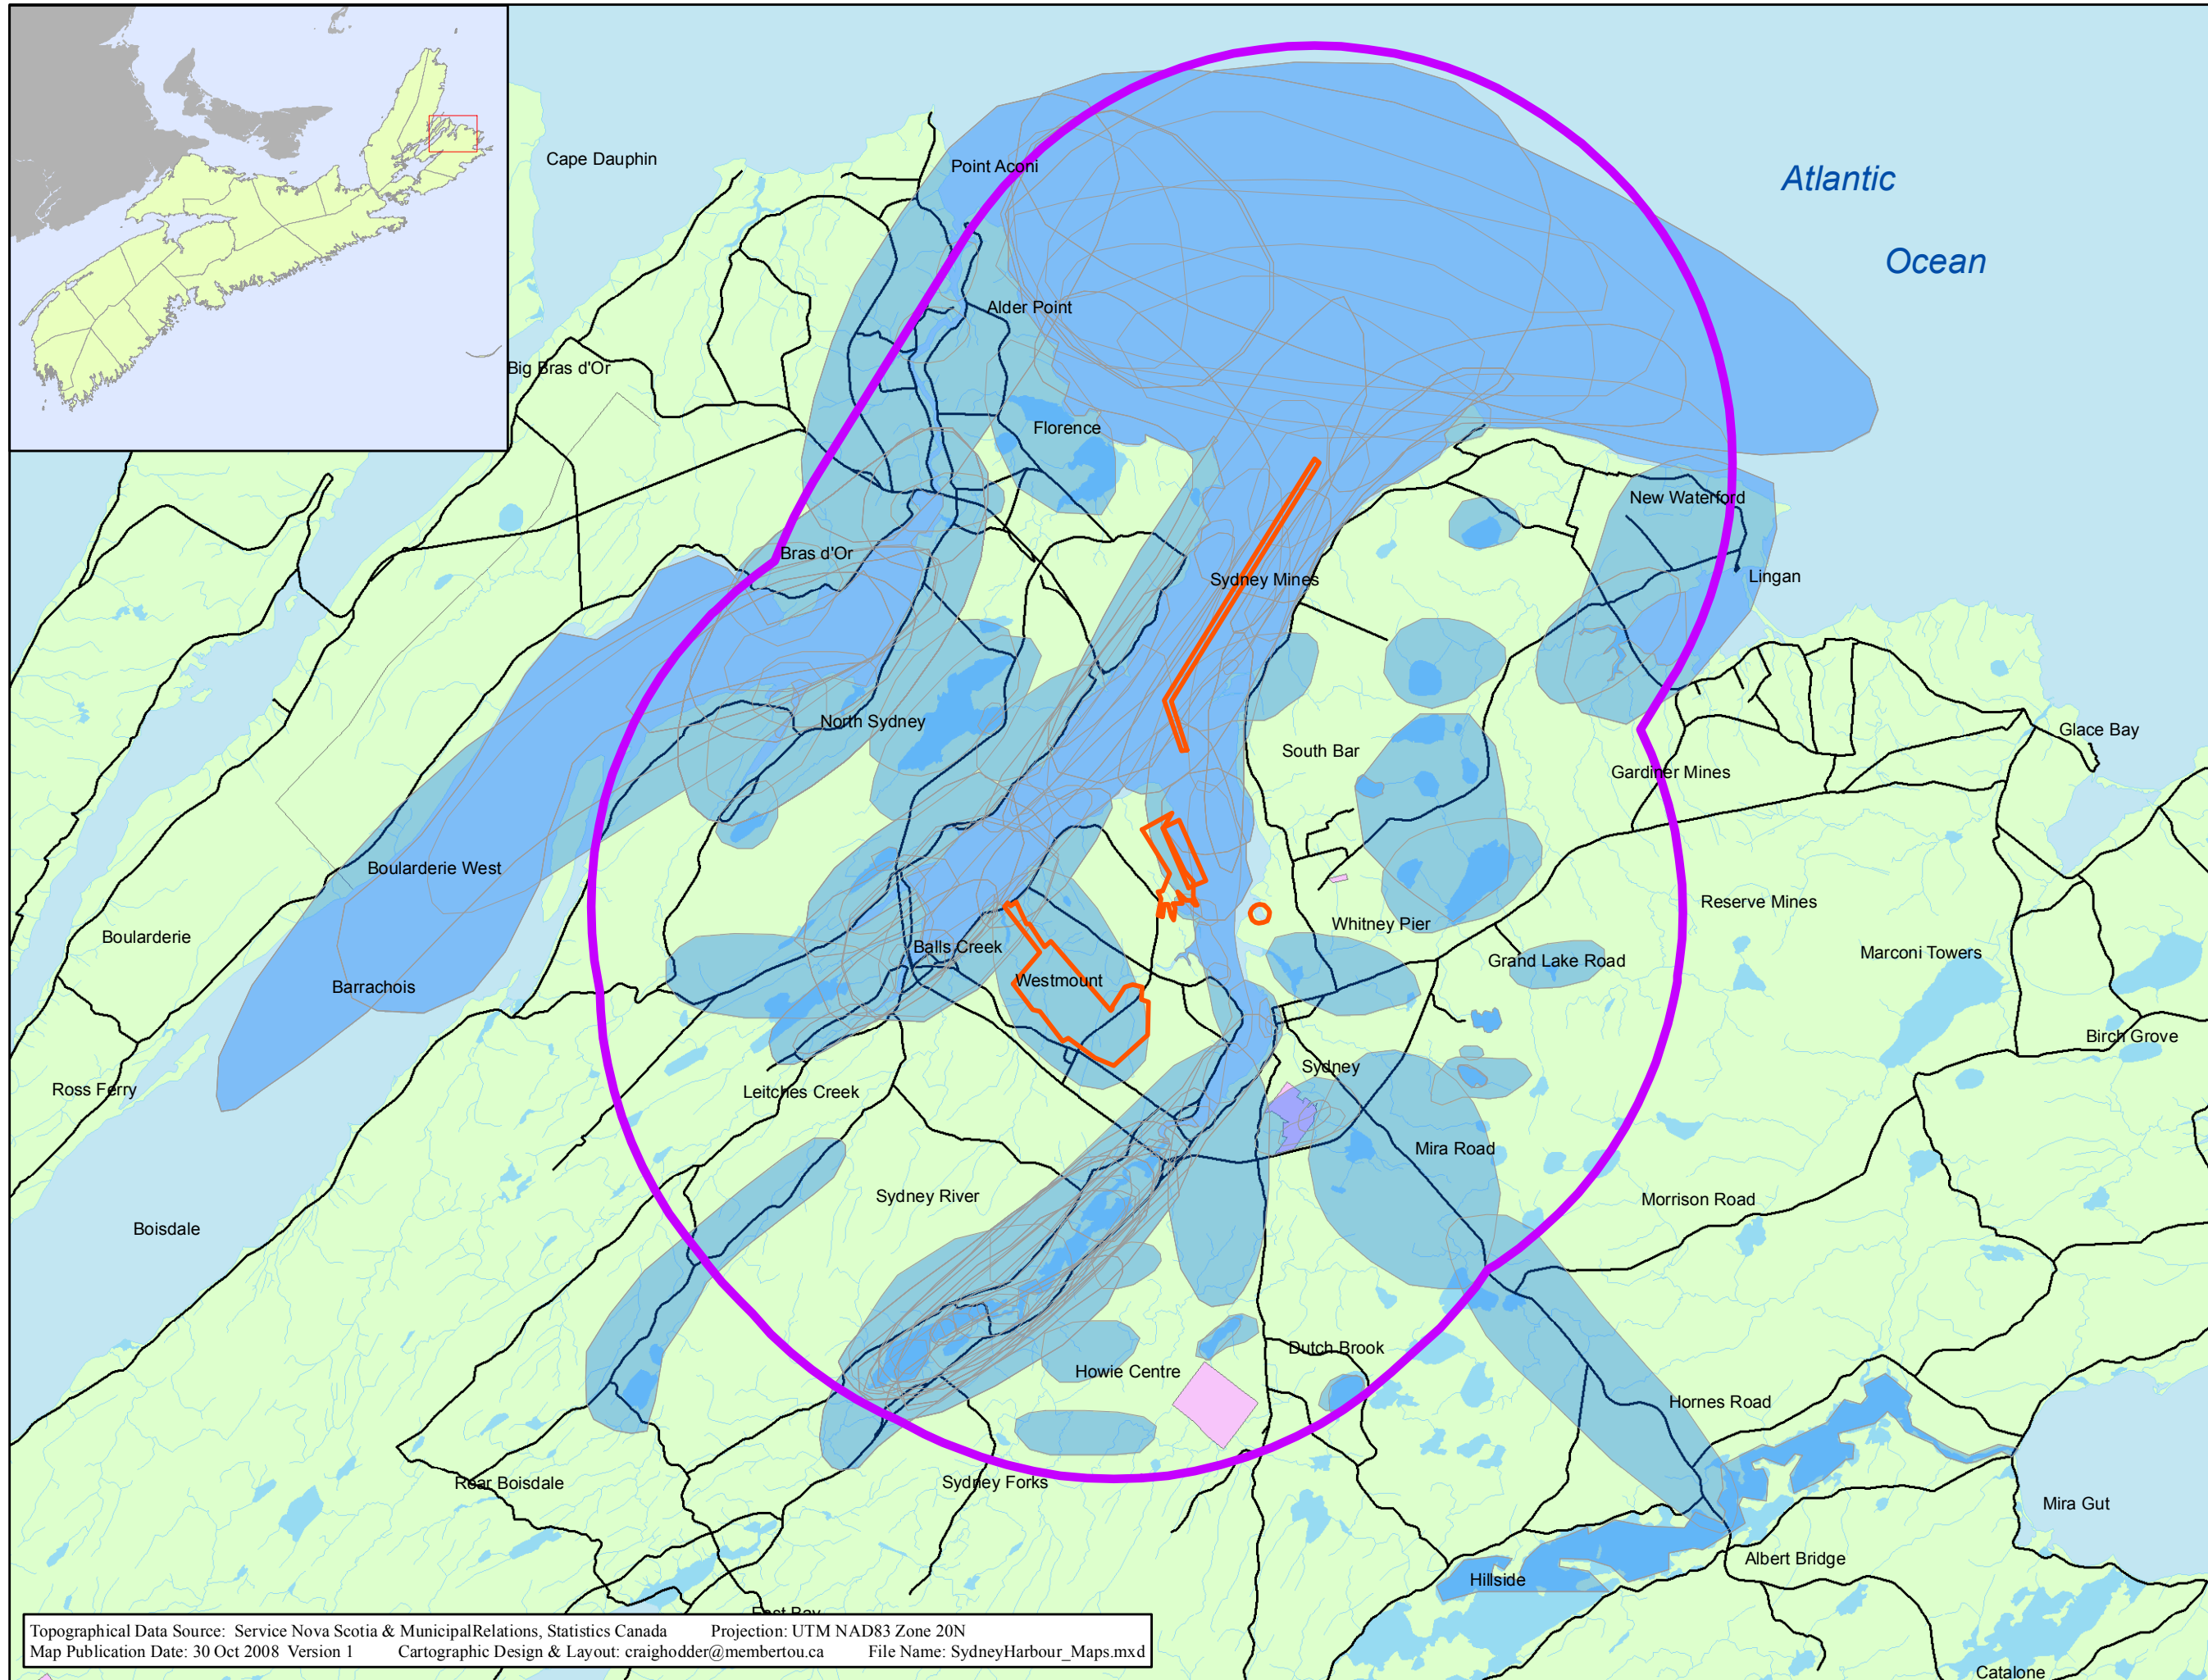 Atlantic
Ocean
Cape Dauphin
Point Aconi
Alder Point
Big Bras d'Or
Florence
New Waterford
Bras d'Or
Lingan
Sydney Mines
North Sydney
Glace Bay
South Bar
Gardiner Mines
Boularderie West
Reserve Mines
Whitney Pier
Boularderie
Balls Creek
Marconi Towers
Grand Lake Road
Westmount
Barrachois
Birch Grove
Sydney
Ross Ferry
Leitches Creek
Mira Road
Sydney River
Morrison Road
Boisdale
Dutch Brook
Howie Centre
Hornes Road
Rear Boisdale
Sydney Forks
Mira Gut
Albert Bridge
Hillside
East Bay
Catalone
Topographical Data Source: Service Nova Scotia & MunicipalRelations, Statistics Canada Projection: UTM NAD83 Zone 20N
Map Publication Date: 30 Oct 2008 Version 1 Cartographic Design & Layout: craighodder@membertou.ca File Name: SydneyHarbour_Maps.mxd